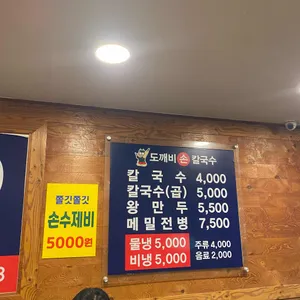 도깨비 손 칼국수
칼국수 4,000
칼국수(곱) 5,000
왕만두 5,500
메밀전병 7,500
물냉 5,000 주류 4,000
비냉 5,000 음료 2,000
쫄깃쫄깃
손수제비
5000원